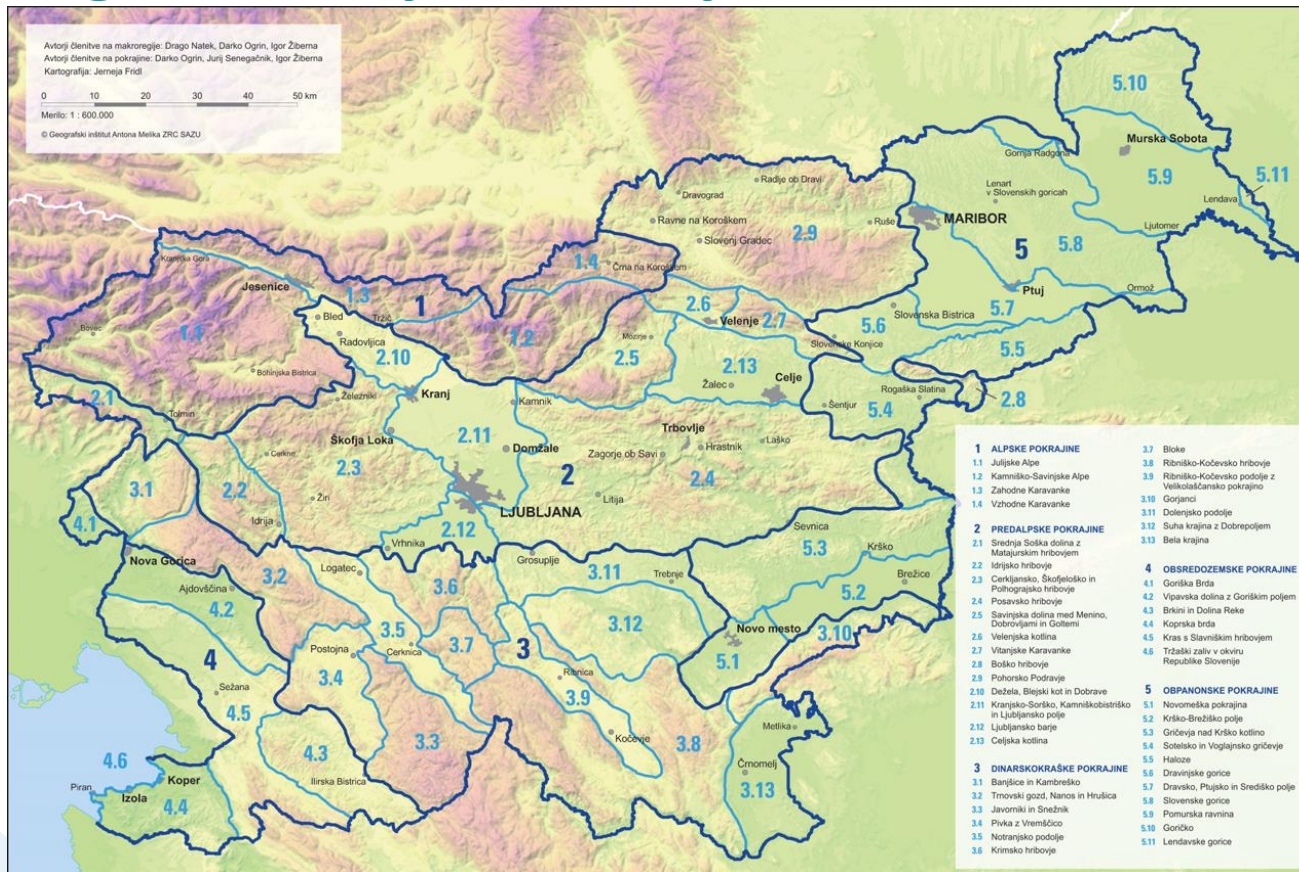 Avtorji členitve na makroregije: Drago Natek, Darko Ogrin, Igor Žiberna
Avtorji členitve na pokrajine: Darko Ogrin, Jurij Senegačnik, Igor Žiberna
Kartografija: Jerneja Fridl
0 10 20 30 40 50 km
Merilo: 1 : 600.000
© Geografski inštitut Antona Melika ZRC SAZU
5.10
Murska Sobota
Gornja Radgona
5.9
5.11
Radlje ob Dravi
Dravograd
Lenart
v Slovenskih goricah
Lendava
Ravne na Koroškem
Ruše
MARIBOR
Ljutomer
Slovenj Gradec
2.9
5
5.8
Kranjska Gora
1.4
Črna na Koroškem
Jesenice
1.3
1
Ptuj
Ormož
2.6
5.7
Bled
Tržič
Velenje
2.7
5.6
Slovenska Bistrica
Bovec
1.1
Radovljica
1.2
Mozirje
Slovenske Konjice
5.5
2.10
2.5
2.13
Bohinjska Bistrica
Celje
Žalec
Rogaška Slatina
2.8
2.1
Železniki
Kranj
Kamnik
Šentjur
5.4
Tolmin
Škofja Loka
2.11
Trbovlje
Domžale
Hrastnik
Laško
Cerkno
2.3
Zagorje ob Savi
2.4
3.1
2.2
2
Žiri
Litija
4.1
Idrija
LJUBLJANA
2.12
Sevnica
Vrhnika
5.3
Nova Gorica
Grosuplje
Krško
Logatec
3.11
3.2
3.6
Trebnje
Brežice
Ajdovščina
5.2
4.2
3.12
3.5
Novo mesto
3.10
3.7
Postojna
Cerknica
3
4
5.1
3.4
Ribnica
Sežana
3.9
4.5
Metlika
Kočevje
3.8
4.3
3.3
4.6
Črnomelj
Koper
Ilirska Bistrica
Piran
Izola
3.13
4.4
1 ALPSKE POKRAJINE
1.1 Julijske Alpe
1.2 Kamniško-Savinjske Alpe
1.3 Zahodne Karavanke
1.4 Vzhodne Karavanke
2 PREDALPSKE POKRAJINE
2.1 Srednja Soška dolina z
Matajurskim hribovjem
2.2 Idrijsko hribovje
2.3 Cerkljansko, Škofjeloško in
Polhograjsko hribovje
2.4 Posavsko hribovje
2.5 Savinjska dolina med Menino,
Dobrovljami in Goltemi
2.6 Velenjska kotlina
2.7 Vitanjske Karavanke
2.8 Boško hribovje
2.9 Pohorsko Podravje
2.10 Dežela, Blejski kot in Dobrave
2.11 Kranjsko-Sorško, Kamniškobistriško
in Ljubljansko polje
2.12 Ljubljansko barje
2.13 Celjska kotlina
3 DINARSKOKRAŠKE POKRAJINE
3.1 Banjšice in Kambreško
3.2 Trnovski gozd, Nanos in Hrušica
3.3 Javorniki in Snežnik
3.4 Pivka z Vremščico
3.5 Notranjsko podolje
3.6 Krimsko hribovje
3.7 Bloke
3.8 Ribniško-Kočevsko hribovje
3.9 Ribniško-Kočevsko podolje z
Velikolaščansko pokrajino
3.10 Gorjanci
3.11 Dolenjsko podolje
3.12 Suha krajina z Dobrepoljem
3.13 Bela krajina
4 OBSREDOZEMSKE POKRAJINE
4.1 Goriška Brda
4.2 Vipavska dolina z Goriškim poljem
4.3 Brkini in Dolina Reke
4.4 Koprska brda
4.5 Kras s Slavniškim hribovjem
4.6 Tržaški zaliv v okviru
Republike Slovenije
5 OBPANONSKE POKRAJINE
5.1 Novomeška pokrajina
5.2 Krško-Brežiško polje
5.3 Gričevja nad Krško kotlino
5.4 Sotelsko in Voglajnsko gričevje
5.5 Haloze
5.6 Dravinjske gorice
5.7 Dravsko, Ptujsko in Središko polje
5.8 Slovenske gorice
5.9 Pomurska ravnina
5.10 Goričko
5.11 Lendavske gorice